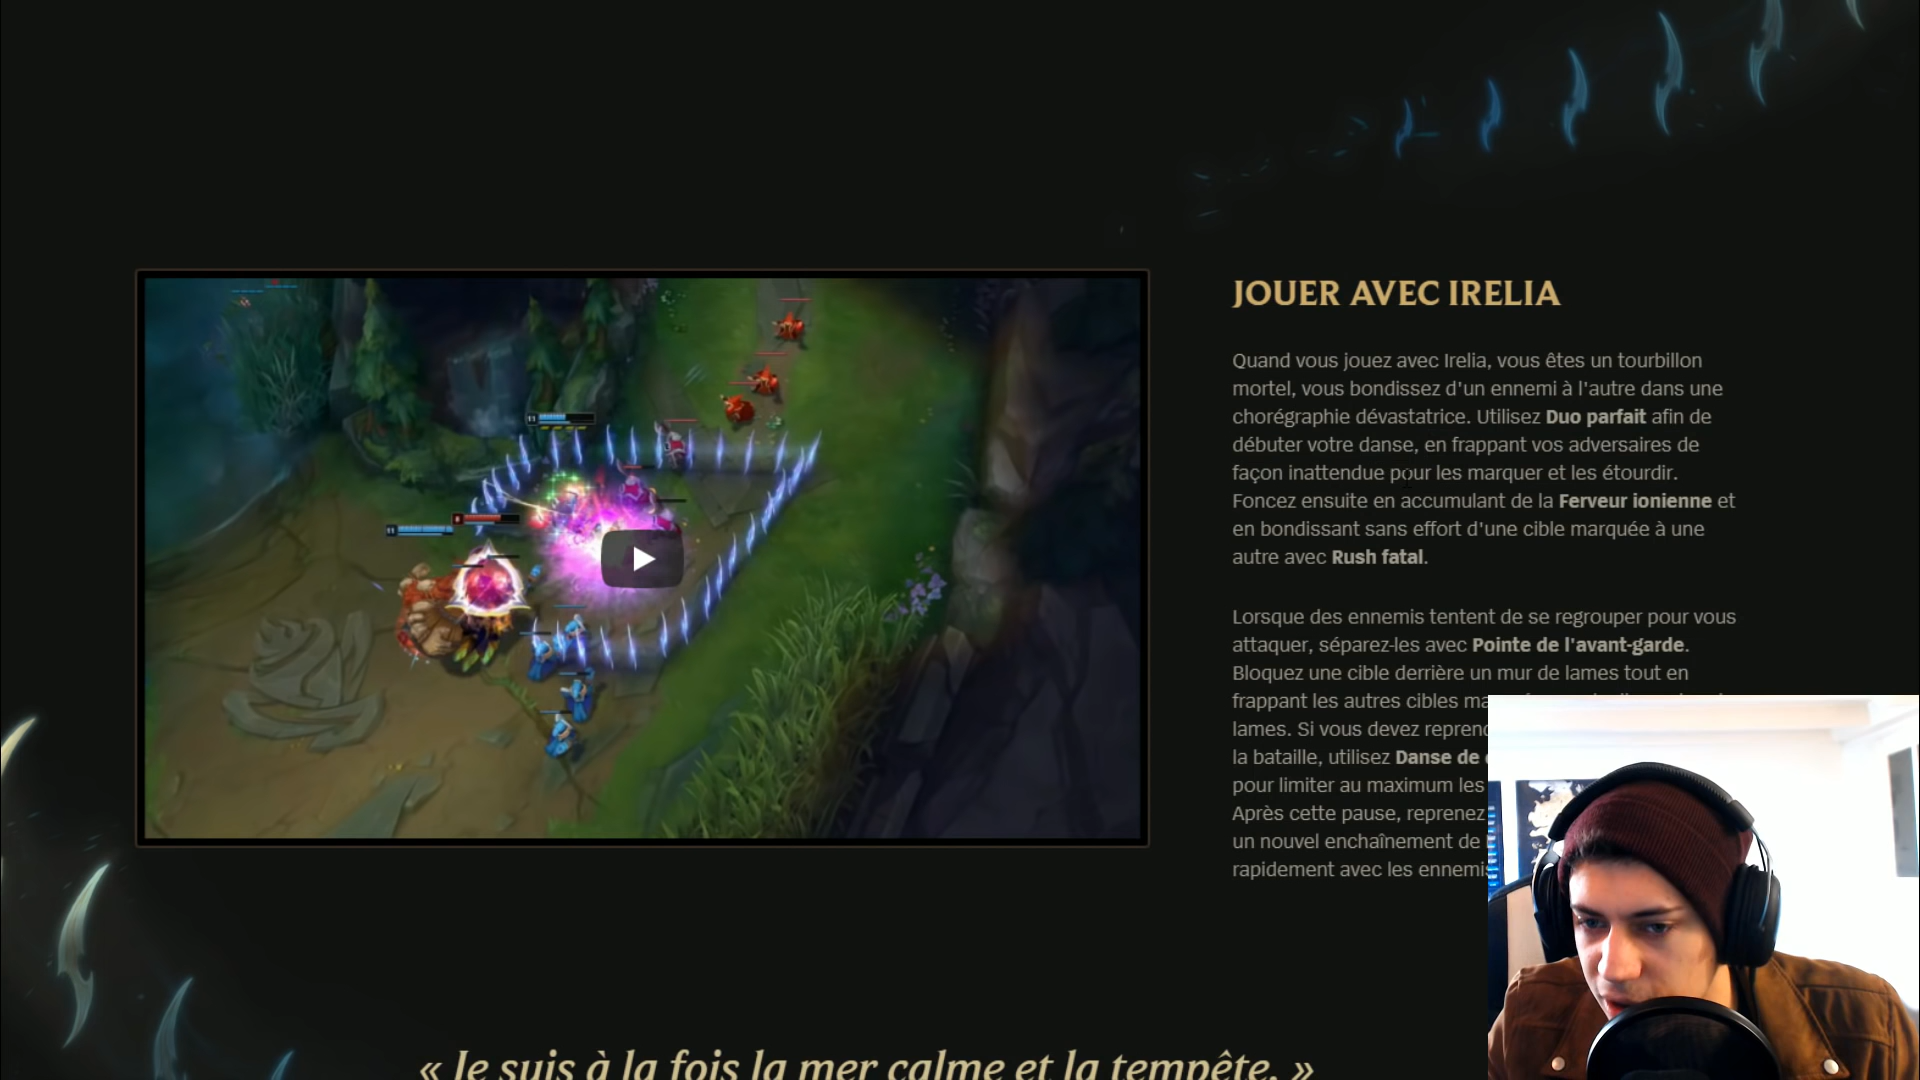 JOUER AVEC IRELIA
Quand vous jouez avec Irelia, vous êtes un tourbillon
mortel, vous bondissez d'un ennemi à l'autre dans une
chorégraphie dévastatrice. Utilisez Duo parfait afin de
débuter votre danse, en frappant vos adversaires de
façon inattendue pour les marquer et les étourdir.
Foncez ensuite en accumulant de la Ferveur ionienne et
en bondissant sans effort d'une cible marquée à une
autre avec Rush fatal.
Lorsque des ennemis tentent de se regrouper pour vous
attaquer, séparez-les avec Pointe de l'avant-garde.
Bloquez une cible derrière un mur de lames tout en
frappant les autres cibles
lames. Si vous devez
la bataille, utilisez Danse de
pour limiter au maximum les
Après cette pause, reprenez
un nouvel enchaînement de
rapidement avec les
« Je suis à la fois la mer calme et la tempête. »